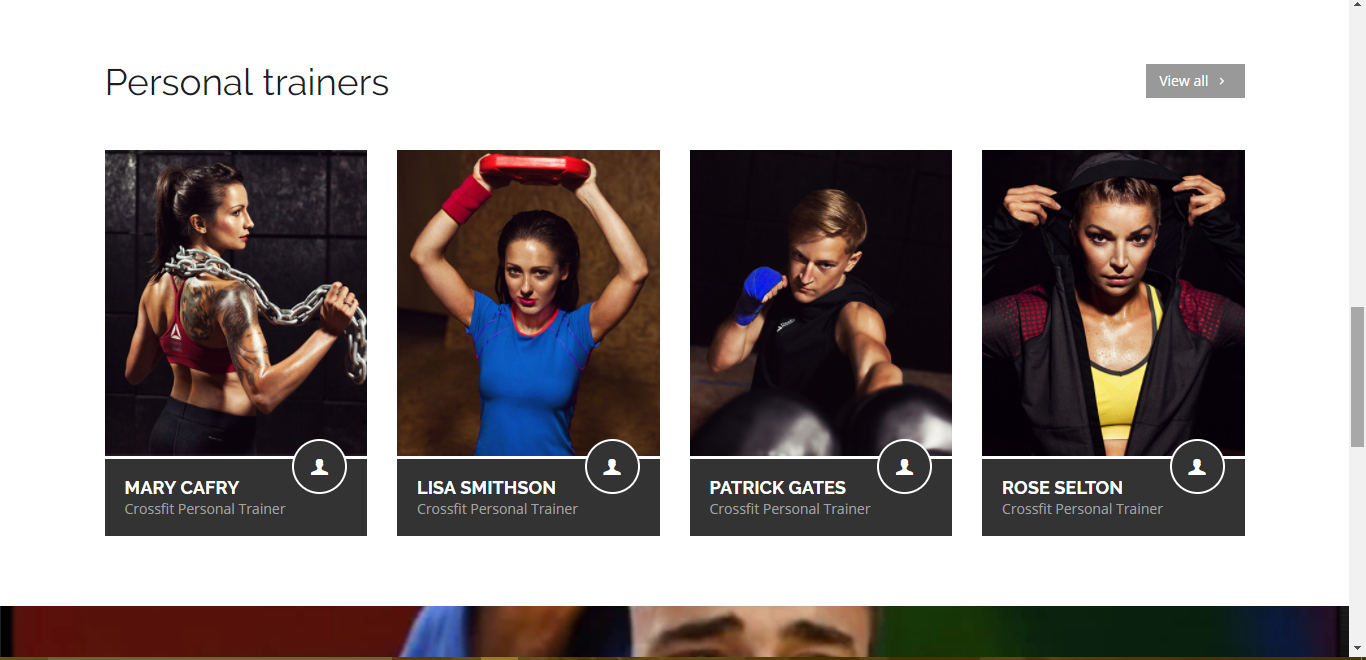 Personal trainers
View all
MARY CAFRY
Crossfit Personal Trainer
LISA SMITHSON
Crossfit Personal Trainer
PATRICK GATES
Crossfit Personal Trainer
ROSE SELTON
Crossfit Personal Trainer